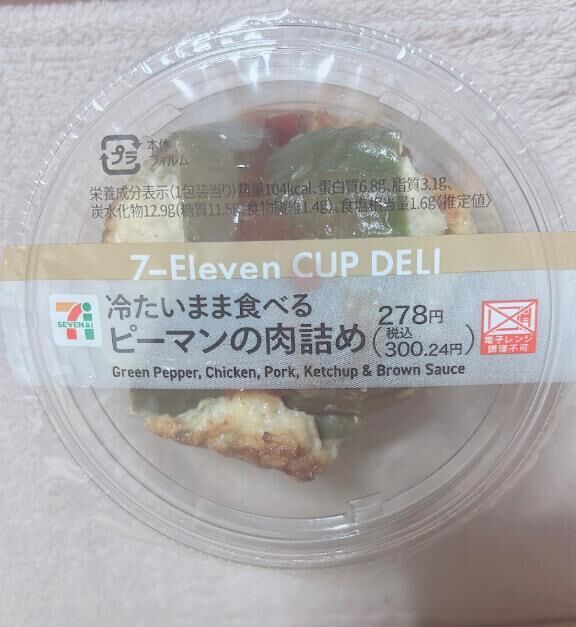 プラ
本体
フィルム
栄養成分表示(1包装当り)熱量104kcal、蛋白質6.8g、脂質3.1g、
炭水化物12.9g(糖質11.5g、食物繊維1.4g)、食塩相当量1.6g〈推定値〉
7-Eleven CUP DELI
7
SEVEN&i
冷たいまま食べる
ピーマンの肉詰め
278円
(税込
300.24円)
電子レンジ
調理不可
Green Pepper, Chicken, Pork, Ketchup & Brown Sauce